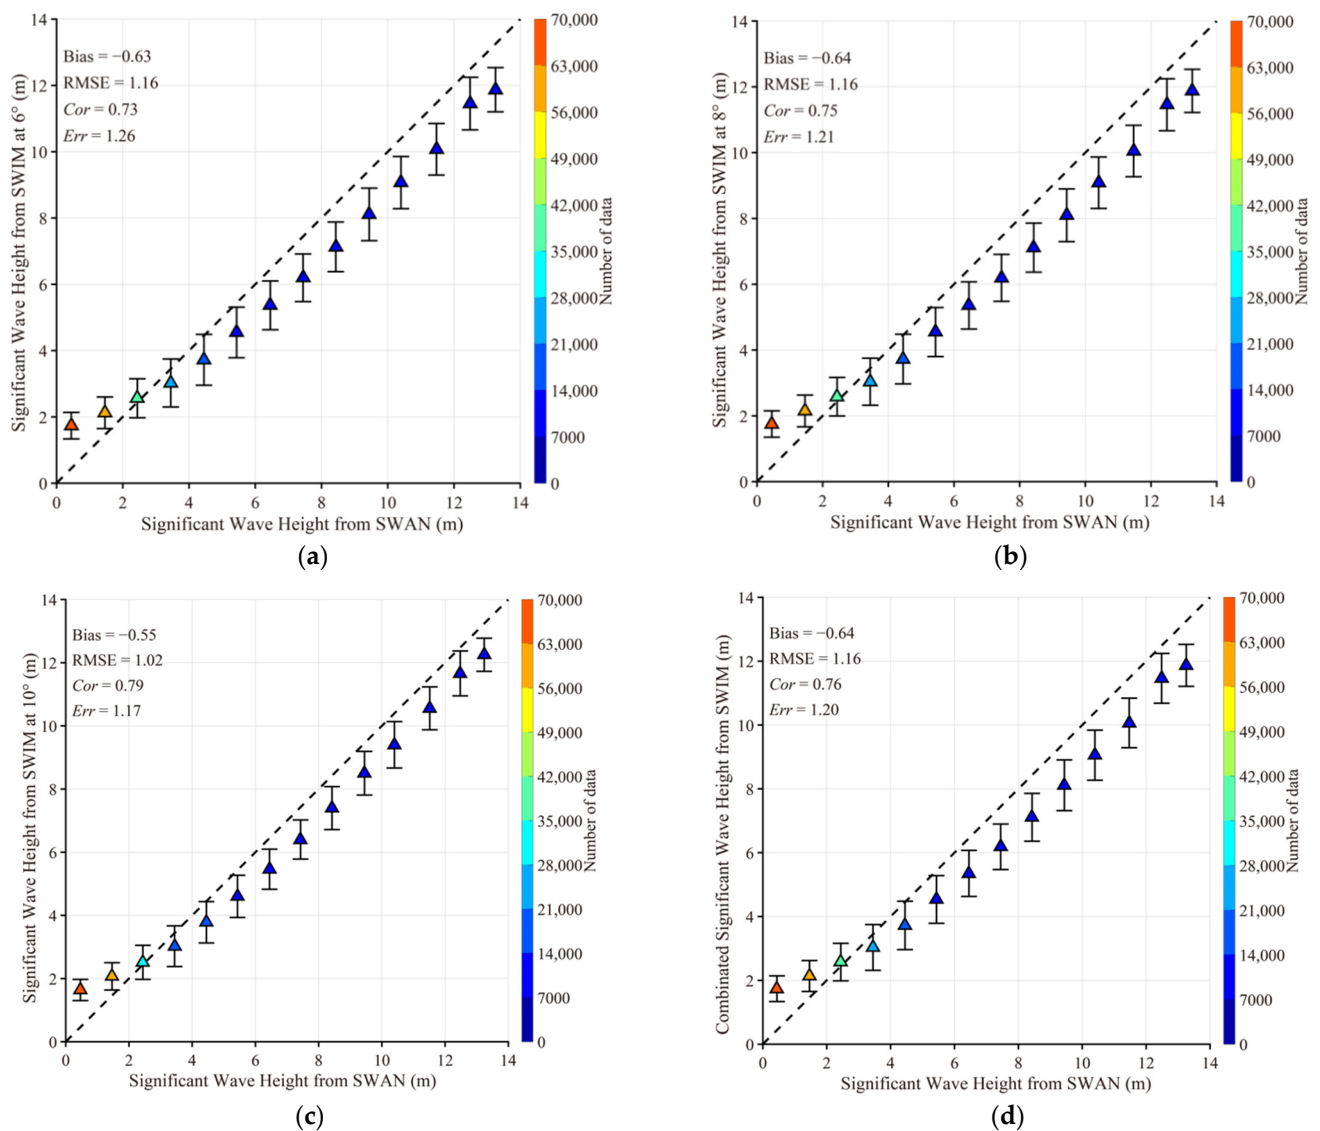 Bias = −0.63
RMSE = 1.16
Cor = 0.73
Err = 1.26
Significant Wave Height from SWIM at 6° (m)
14
12
10
8
6
4
2
0
0 2 4 6 8 10 12 14
Significant Wave Height from SWAN (m)
70,000
63,000
56,000
49,000
42,000
35,000
28,000
21,000
14,000
7000
0
Number of data
(a)
Bias = −0.64
RMSE = 1.16
Cor = 0.75
Err = 1.21
Significant Wave Height from SWIM at 8° (m)
14
12
10
8
6
4
2
0
0 2 4 6 8 10 12 14
Significant Wave Height from SWAN (m)
70,000
63,000
56,000
49,000
42,000
35,000
28,000
21,000
14,000
7000
0
Number of data
(b)
Bias = −0.55
RMSE = 1.02
Cor = 0.79
Err = 1.17
Significant Wave Height from SWIM at 10° (m)
14
12
10
8
6
4
2
0
0 2 4 6 8 10 12 14
Significant Wave Height from SWAN (m)
70,000
63,000
56,000
49,000
42,000
35,000
28,000
21,000
14,000
7000
0
Number of data
(c)
Bias = −0.64
RMSE = 1.16
Cor = 0.76
Err = 1.20
Combinated Significant Wave Height from SWIM (m)
14
12
10
8
6
4
2
0
0 2 4 6 8 10 12 14
Significant Wave Height from SWAN (m)
70,000
63,000
56,000
49,000
42,000
35,000
28,000
21,000
14,000
7000
0
Number of data
(d)